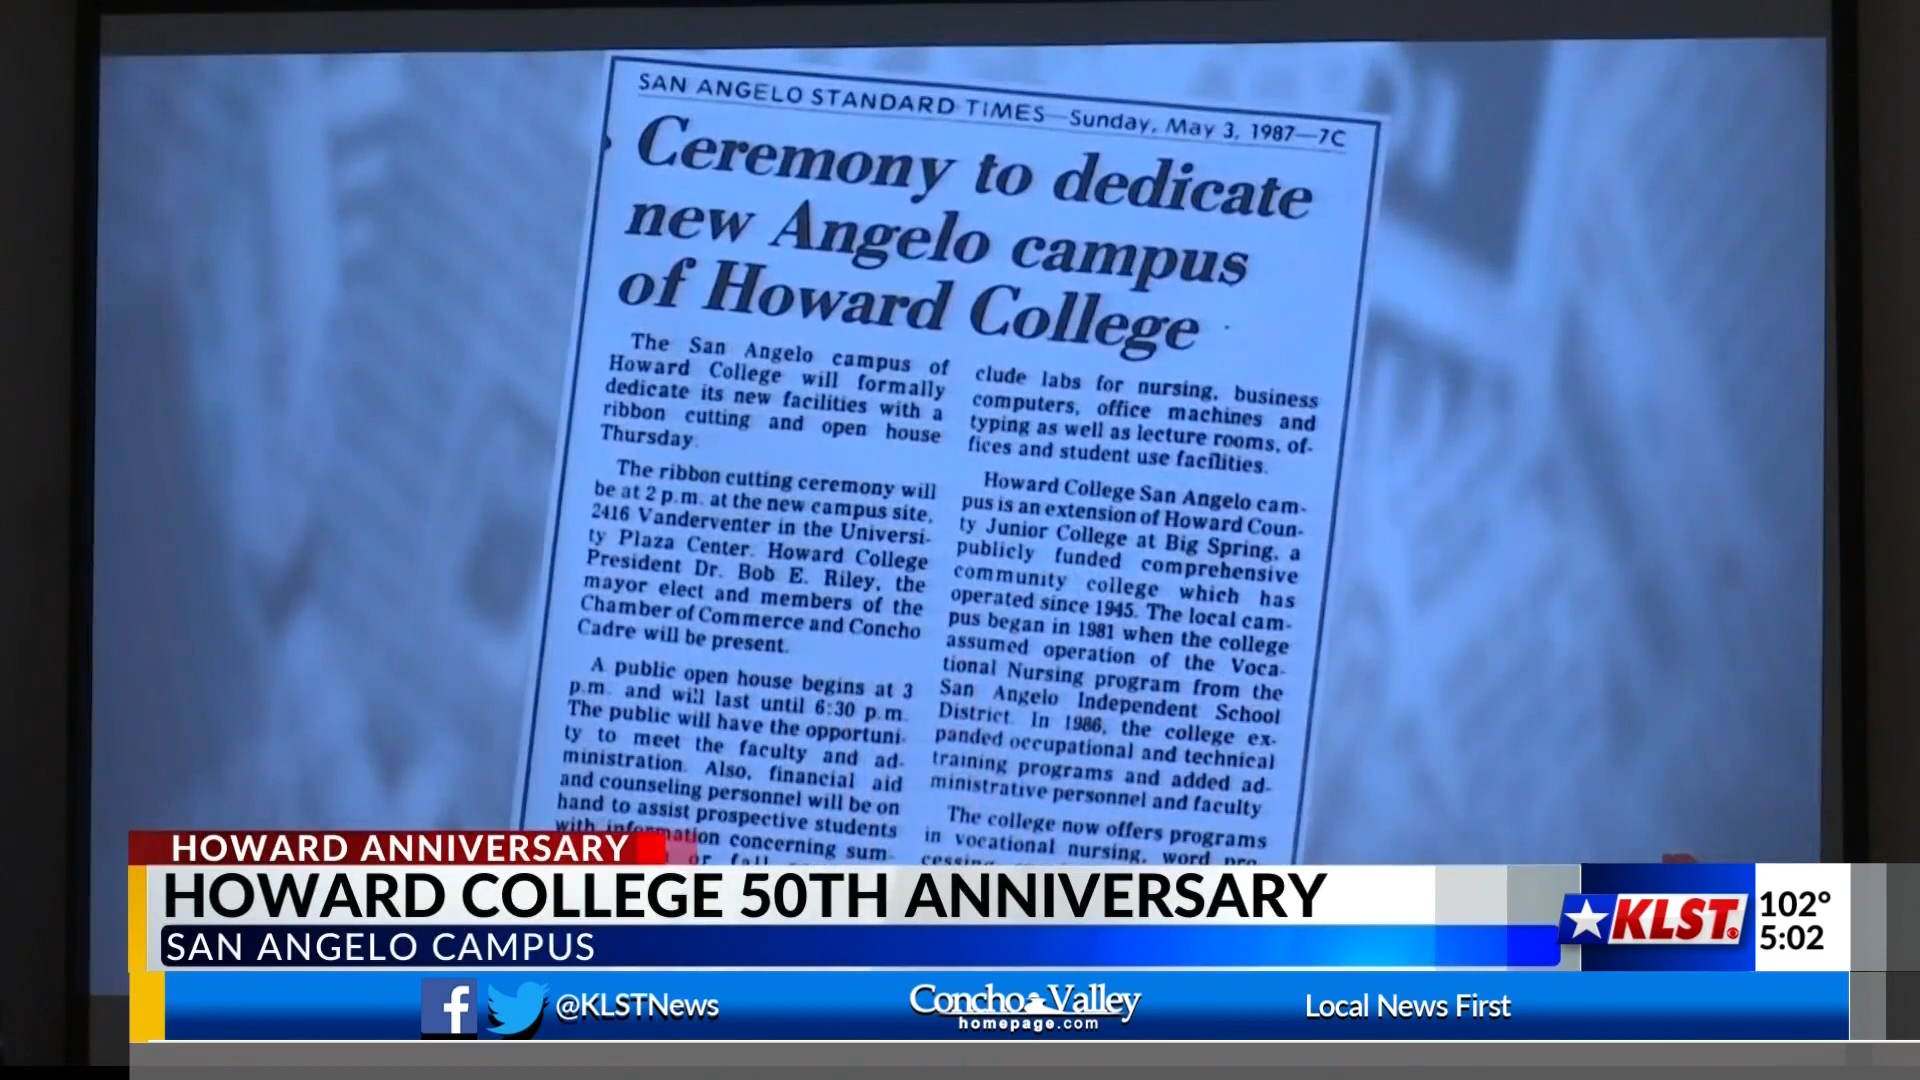 SAN ANGELO STANDARD TIMES—Sunday, May 3, 1987—7C
Ceremony to dedicate
new Angelo campus
of Howard College
The San Angelo campus of
Howard College will formally
dedicate its new facilities with a
ribbon cutting and open house
Thursday.
The ribbon cutting ceremony will
be at 2 p.m. at the new campus site,
2416 Vanderventer in the Universi-
ty Plaza Center. Howard College
President Dr. Bob E. Riley, the
mayor elect and members of the
Chamber of Commerce and Concho
Cadre will be present.
A public open house begins at 3
p.m. and will last until 6:30 p.m.
The public will have the opportuni-
ty to meet the faculty and ad-
ministration. Also, financial aid
and counseling personnel will be on
hand to assist prospective students
with information concerning sum-
or fall
clude labs for nursing, business
computers, office machines and
typing as well as lecture rooms, of-
fices and student use facilities.
Howard College San Angelo cam-
pus is an extension of Howard Coun-
ty Junior College at Big Spring, a
publicly funded comprehensive
community college which has
operated since 1945. The local cam-
pus began in 1981 when the college
assumed operation of the Voca-
tional Nursing program from the
San Angelo Independent School
District. In 1986, the college ex-
panded occupational and technical
training programs and added ad-
ministrative personnel and faculty
The college now offers programs
in vocational nursing, word pro-
cessing,
HOWARD ANNIVERSARY
HOWARD COLLEGE 50TH ANNIVERSARY
SAN ANGELO CAMPUS
KLST
102°
5:02
@KLSTNews
Concho Valley
homepage.com
Local News First